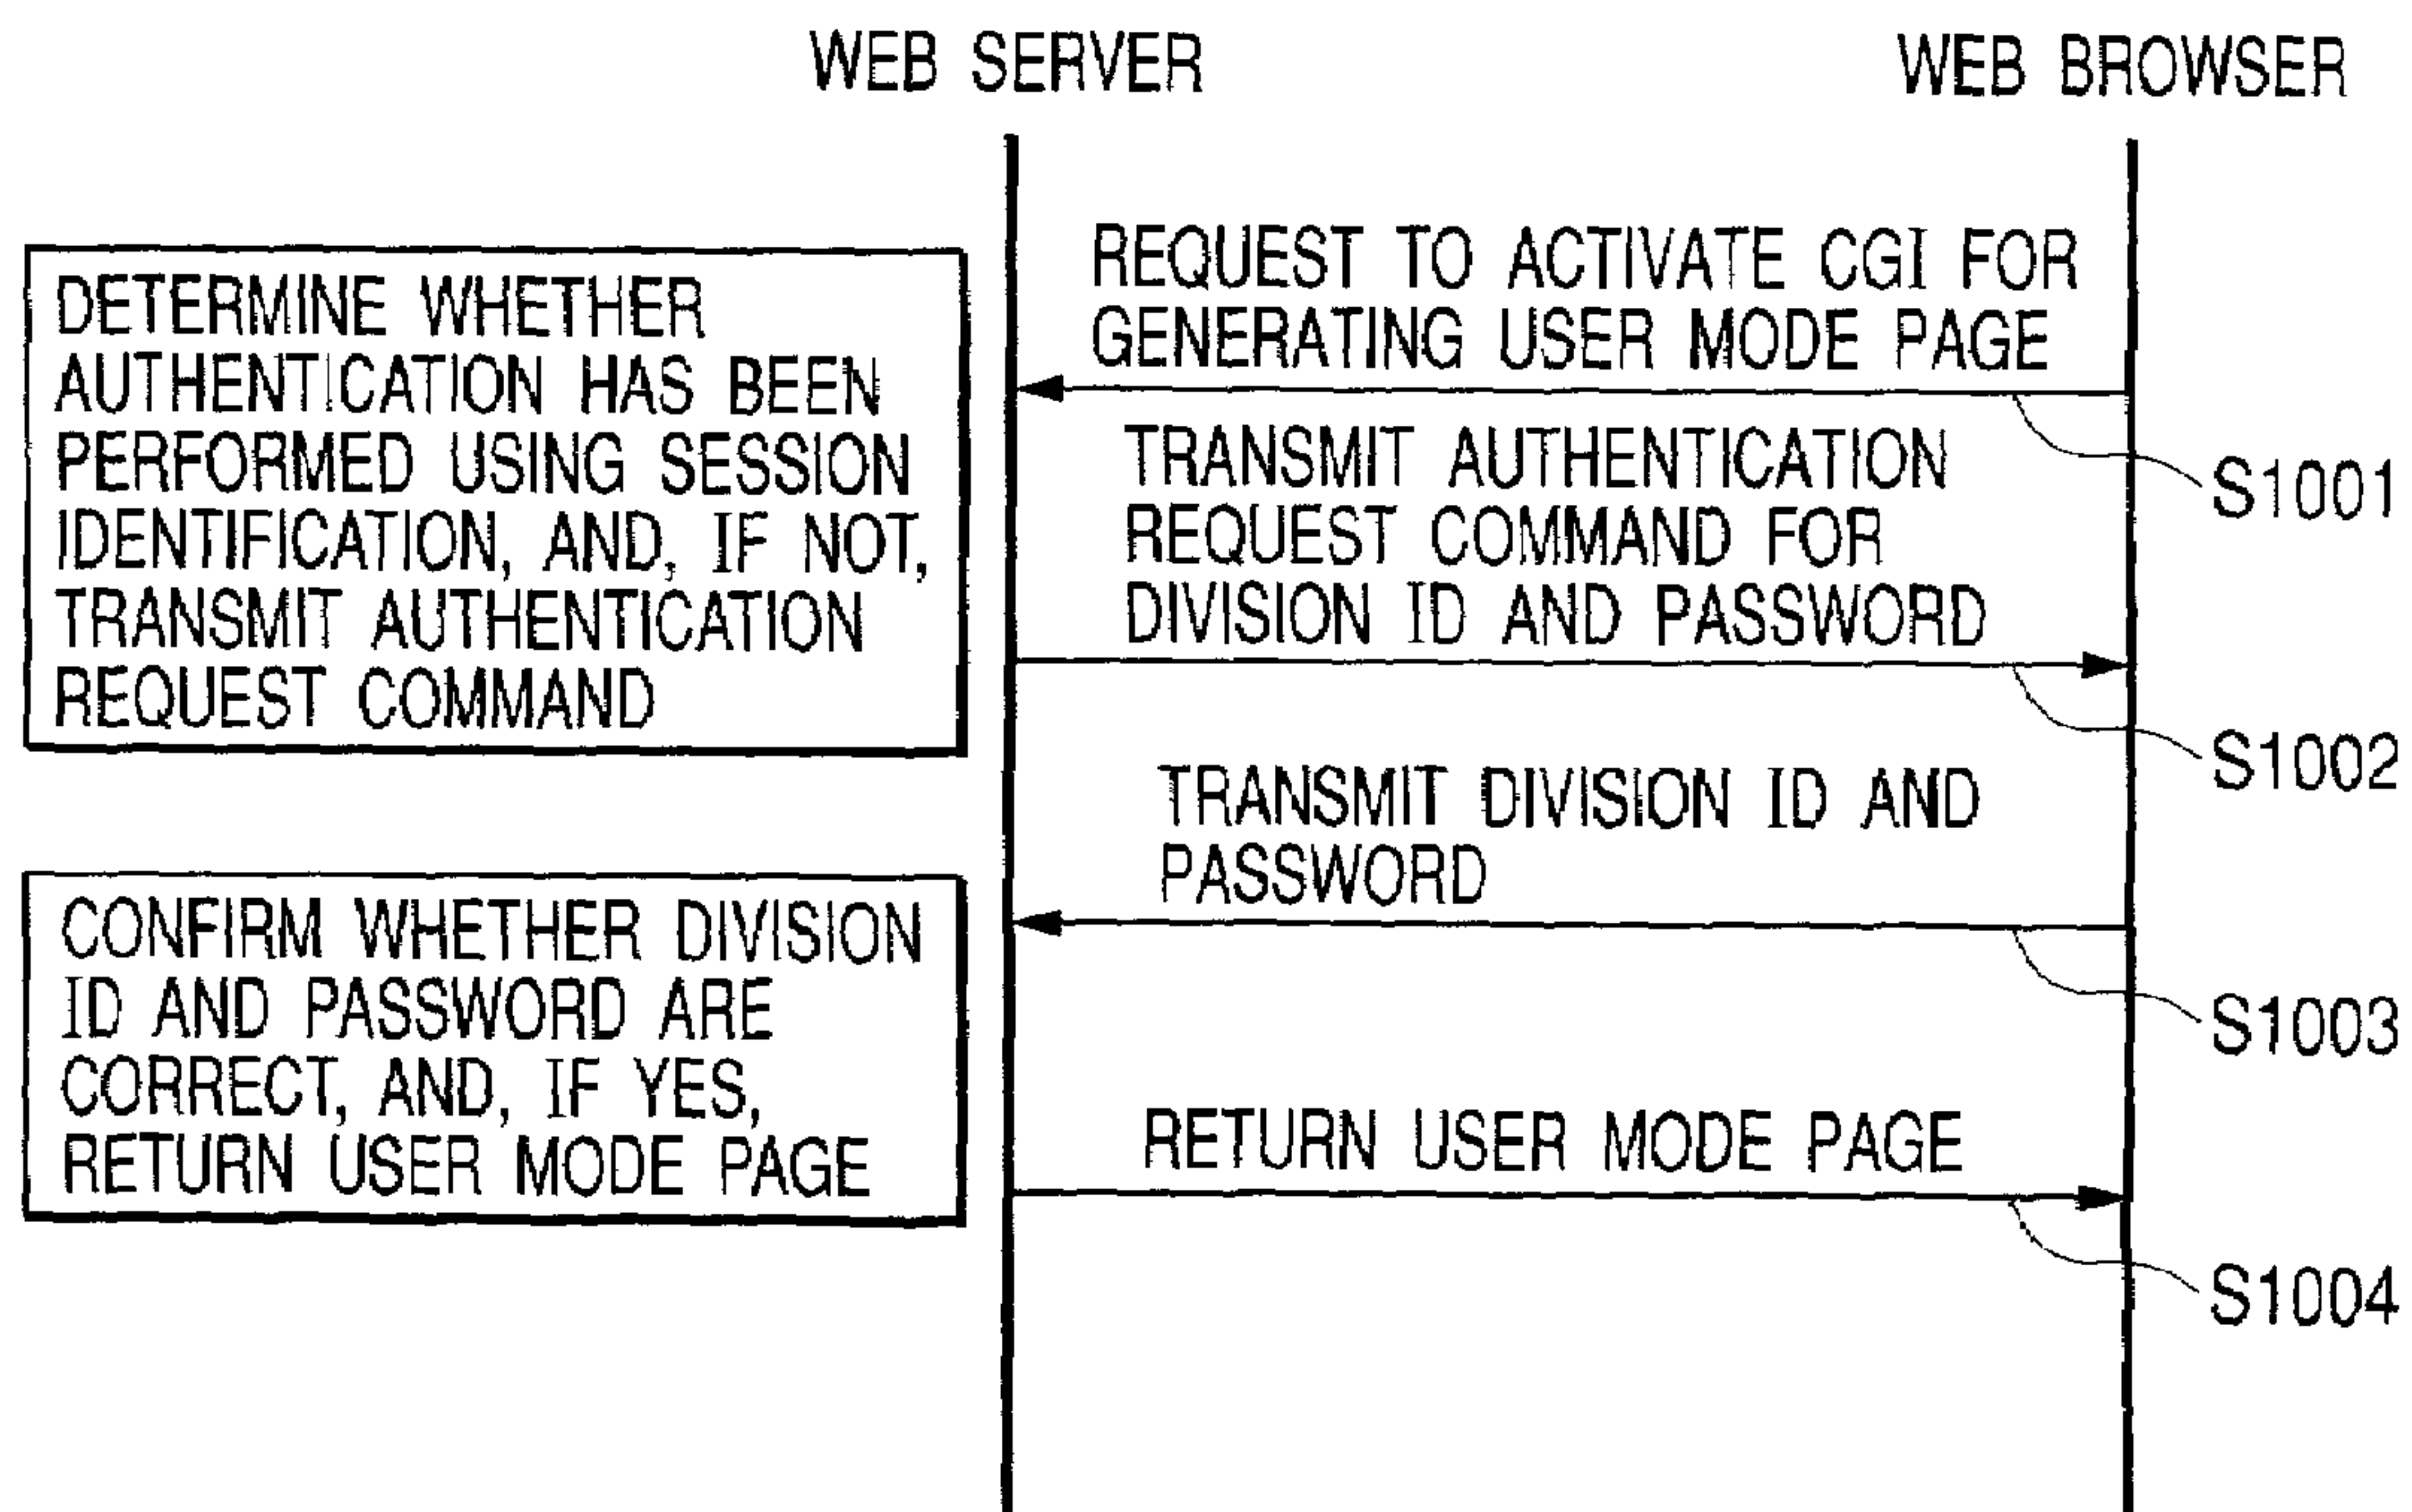 WEB SERVER
WEB BROWSER
DETERMINE WHETHER
AUTHENTICATION HAS BEEN
PERFORMED USING SESSION
IDENTIFICATION, AND, IF NOT,
TRANSMIT AUTHENTICATION
REQUEST COMMAND
REQUEST TO ACTIVATE CGI FOR
GENERATING USER MODE PAGE
S1001
TRANSMIT AUTHENTICATION
REQUEST COMMAND FOR
DIVISION ID AND PASSWORD
S1002
TRANSMIT DIVISION ID AND
PASSWORD
S1003
CONFIRM WHETHER DIVISION
ID AND PASSWORD ARE
CORRECT, AND, IF YES,
RETURN USER MODE PAGE
RETURN USER MODE PAGE
S1004